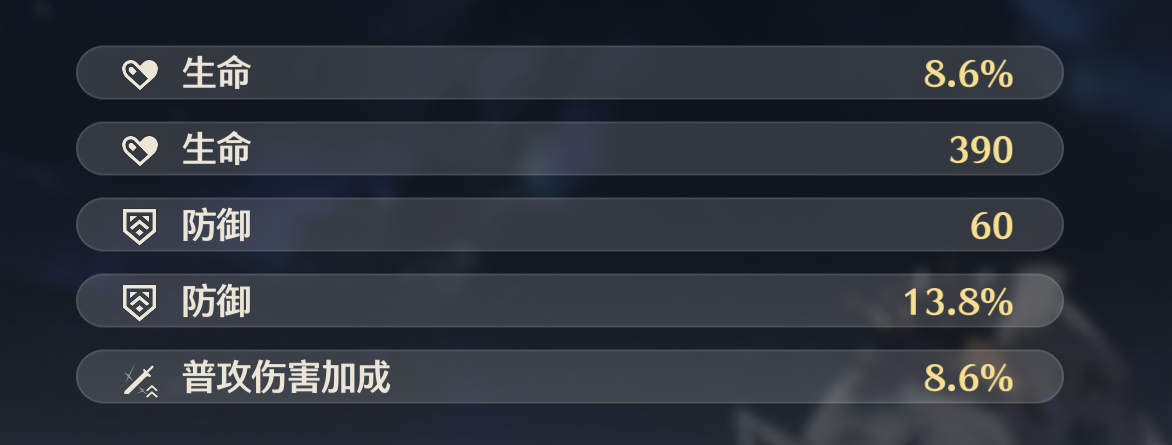 生命 8.6%
生命 390
防御 60
防御 13.8%
普攻伤害加成 8.6%